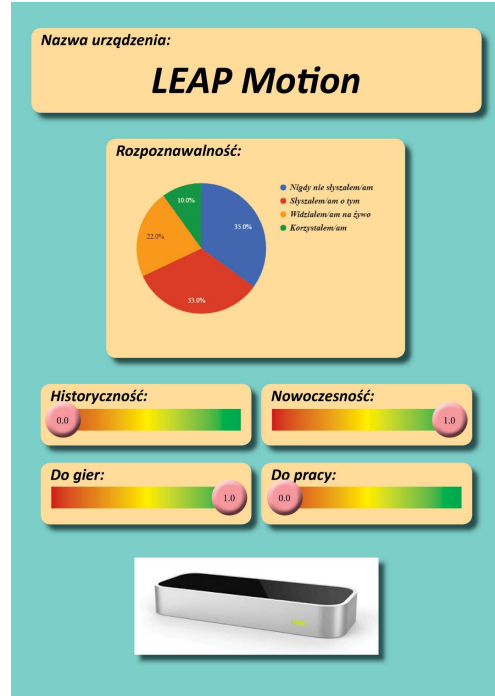 Nazwa urządzenia:
LEAP Motion
Rozpoznawalność:
10.0%
35.0%
22.0%
33.0%
Nigdy nie słyszałem/am
Słyszałem/am o tym
Widziałem/am na żywo
Korzystałem/am
Historyczność:
0.0
Nowoczesność:
1.0
Do gier:
1.0
Do pracy:
0.0